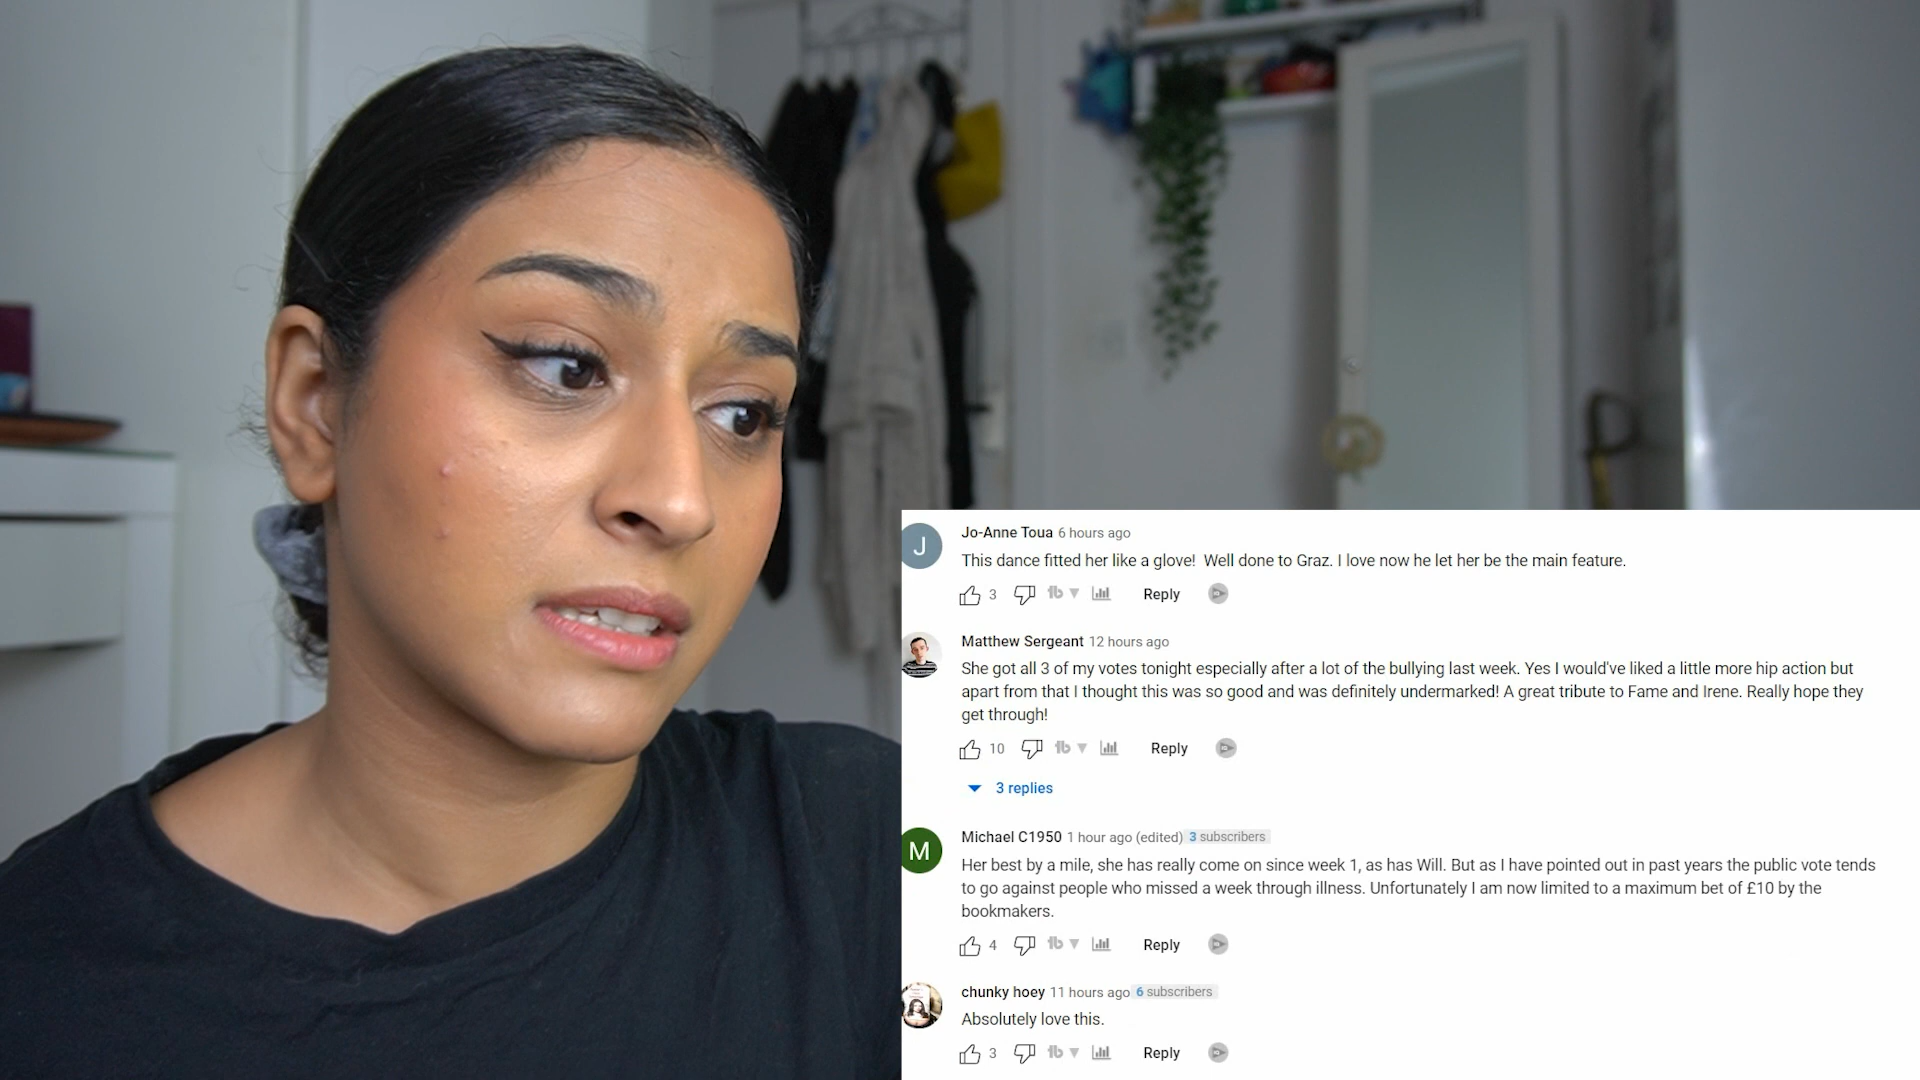 J
Jo-Anne Toua 6 hours ago
This dance fitted her like a glove! Well done to Graz. I love now he let her be the main feature.
3 Reply
Matthew Sergeant 12 hours ago
She got all 3 of my votes tonight especially after a lot of the bullying last week. Yes I would've liked a little more hip action but
apart from that I thought this was so good and was definitely undermarked! A great tribute to Fame and Irene. Really hope they
get through!
10 Reply
3 replies
M
Michael C1950 1 hour ago (edited) 3 subscribers
Her best by a mile, she has really come on since week 1, as has Will. But as I have pointed out in past years the public vote tends
to go against people who missed a week through illness. Unfortunately I am now limited to a maximum bet of £10 by the
bookmakers.
4 Reply
chunky hoey 11 hours ago 6 subscribers
Absolutely love this.
3 Reply